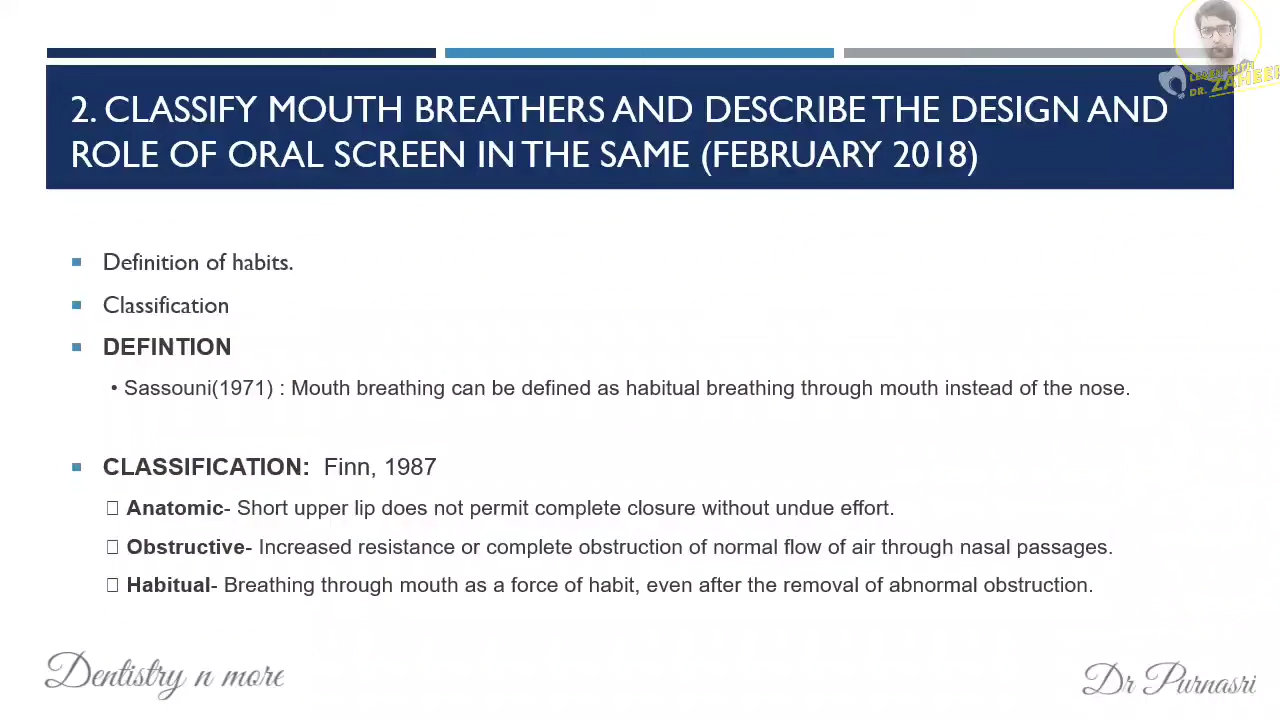 LEARN WITH
DR. ZAHEER
2. CLASSIFY MOUTH BREATHERS AND DESCRIBE THE DESIGN AND
ROLE OF ORAL SCREEN IN THE SAME (FEBRUARY 2018)
▪ Definition of habits.
▪ Classification
▪ DEFINTION
• Sassouni(1971) : Mouth breathing can be defined as habitual breathing through mouth instead of the nose.
▪ CLASSIFICATION: Finn, 1987
Anatomic- Short upper lip does not permit complete closure without undue effort.
Obstructive- Increased resistance or complete obstruction of normal flow of air through nasal passages.
Habitual- Breathing through mouth as a force of habit, even after the removal of abnormal obstruction.
Dentistry n more
Dr Purnasri